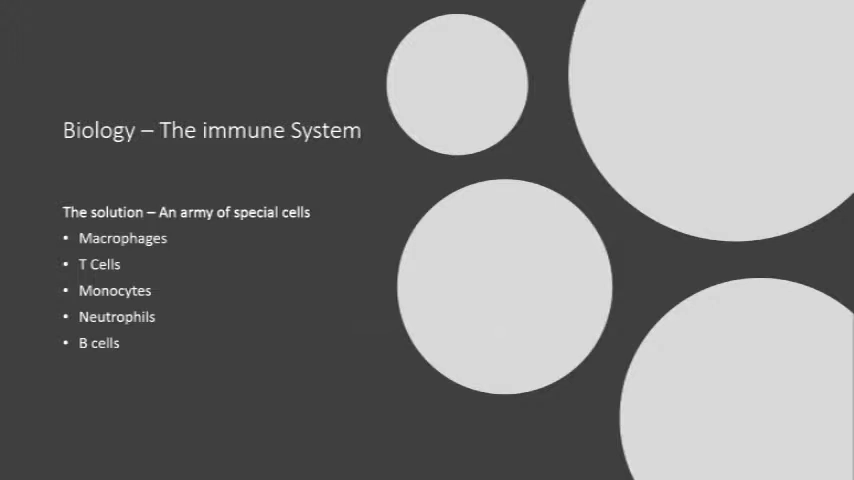 Biology – The immune System
The solution – An army of special cells
• Macrophages
• T Cells
• Monocytes
• Neutrophils
• B cells